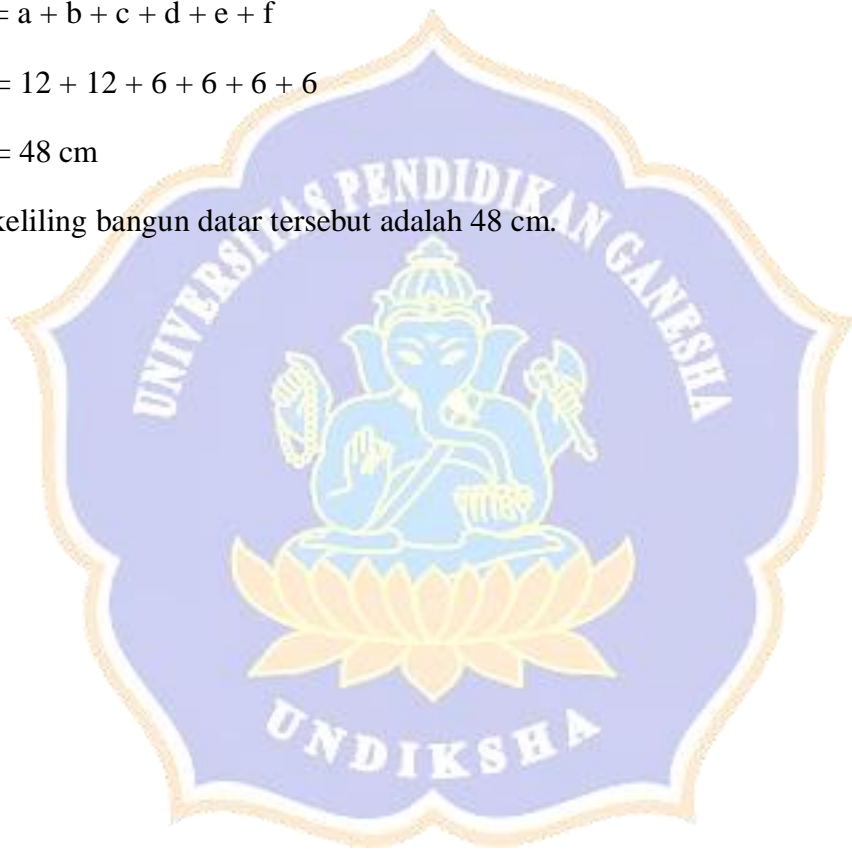 = a + b + c + d + e + f
= 12 + 12 + 6 + 6 + 6 + 6
= 48 cm
keliling bangun datar tersebut adalah 48 cm.
UNIVERSITAS PENDIDIKAN GANESHA
UNDIKSHA